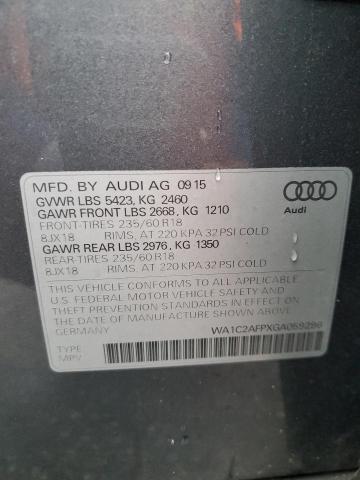 MFD. BY AUDI AG 09 15
GVWR LBS 5423, KG 2460
GAWR FRONT LBS 2668, KG 1210
FRONT-TIRES 235/60 R18
8JX18 RIMS, AT 220 KPA 32 PSI COLD
GAWR REAR LBS 2976, KG 1350
REAR-TIRES 235/60 R18
8JX18 RIMS, AT 220 KPA 32 PSI COLD
Audi
THIS VEHICLE CONFORMS TO ALL APPLICABLE
U.S. FEDERAL MOTOR VEHICLE SAFETY, BUMPER AND
THEFT PREVENTION STANDARDS IN EFFECT ON THE
DATE OF MANUFACTURE SHOWN ABOVE
GERMANY
WA1C2AFPXGA059286
TYPE:
MPV